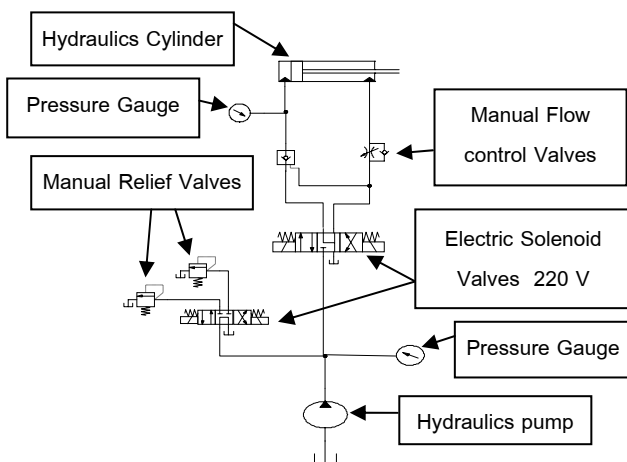 Hydraulics Cylinder
Pressure Gauge
Manual Flow
control Valves
Manual Relief Valves
Electric Solenoid
Valves 220 V
Pressure Gauge
Hydraulics pump